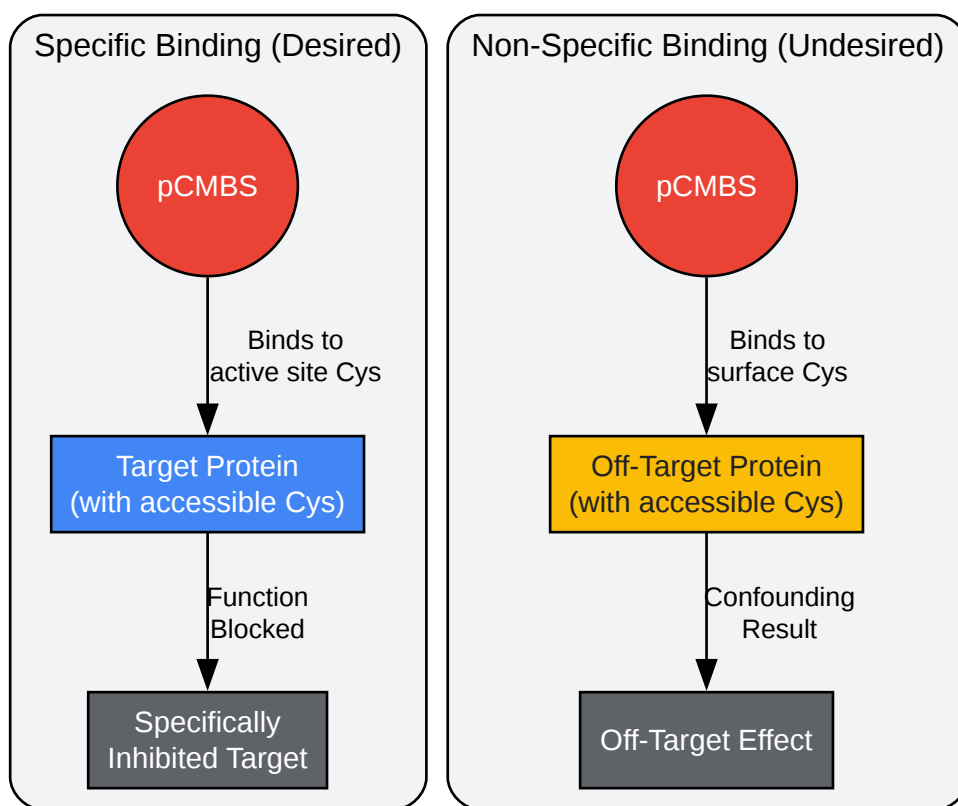 Specific Binding (Desired)
pCMBS
Binds to
active site Cys
Target Protein
(with accessible Cys)
Function
Blocked
Specifically
Inhibited Target
Non-Specific Binding (Undesired)
pCMBS
Binds to
surface Cys
Off-Target Protein
(with accessible Cys)
Confounding
Result
Off-Target Effect